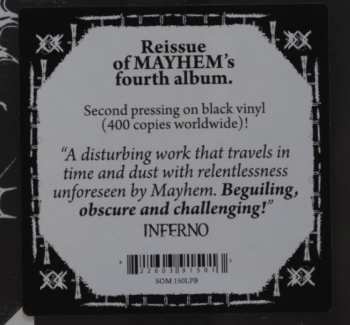 Reissue
of MAYHEM's
fourth album.
Second pressing on black vinyl
(400 copies worldwide)!
"A disturbing work that travels in
time and dust with relentlessness
unforeseen by Mayhem. Beguiling,
obscure and challenging!"
INFERNO
SOM 150LPB